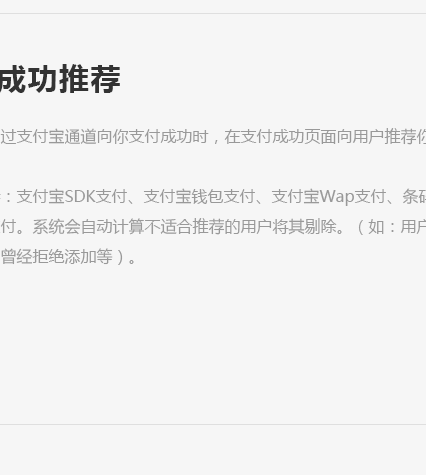 成功推荐
过支付宝通道向你支付成功时，在支付成功页面向用户推荐
：支付宝SDK支付、支付宝钱包支付、支付宝Wap支付、条
付。系统会自动计算不适合推荐的用户将其剔除。（如：用户
曾经拒绝添加等）。